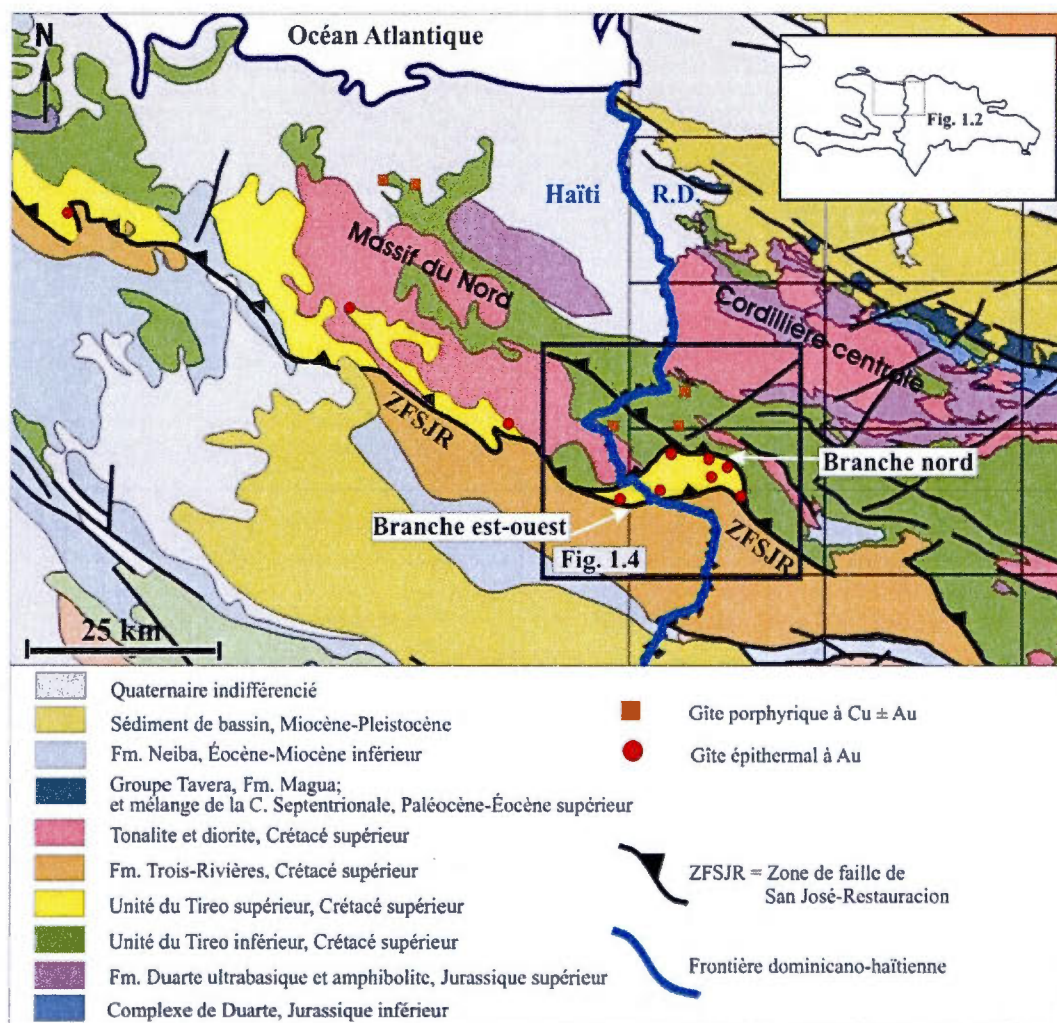 N
Océan Atlantique
Fig. 1.2
Haïti
R.D.
Massif du Nord
Cordillière centrale
ZFSJR
Branche nord
Branche est-ouest
ZFSJR
Fig. 1.4
25 km
Quaternaire indifférencié
Sédiment de bassin, Miocène-Pleistocène
Fm. Neiba, Éocène-Miocène inférieur
Groupe Tavera, Fm. Magua;
et mélange de la C. Septentrionale, Paléocène-Éocène supérieur
Tonalite et diorite, Crétacé supérieur
Fm. Trois-Rivières, Crétacé supérieur
Unité du Tireo supérieur, Crétacé supérieur
Unité du Tireo inférieur, Crétacé supérieur
Fm. Duarte ultrabasique et amphibolite, Jurassique supérieur
Complexe de Duarte, Jurassique inférieur
Gîte porphyrique à Cu ± Au
Gîte épithermal à Au
ZFSJR = Zone de faille de
San José-Restauracion
Frontière dominicano-haïtienne